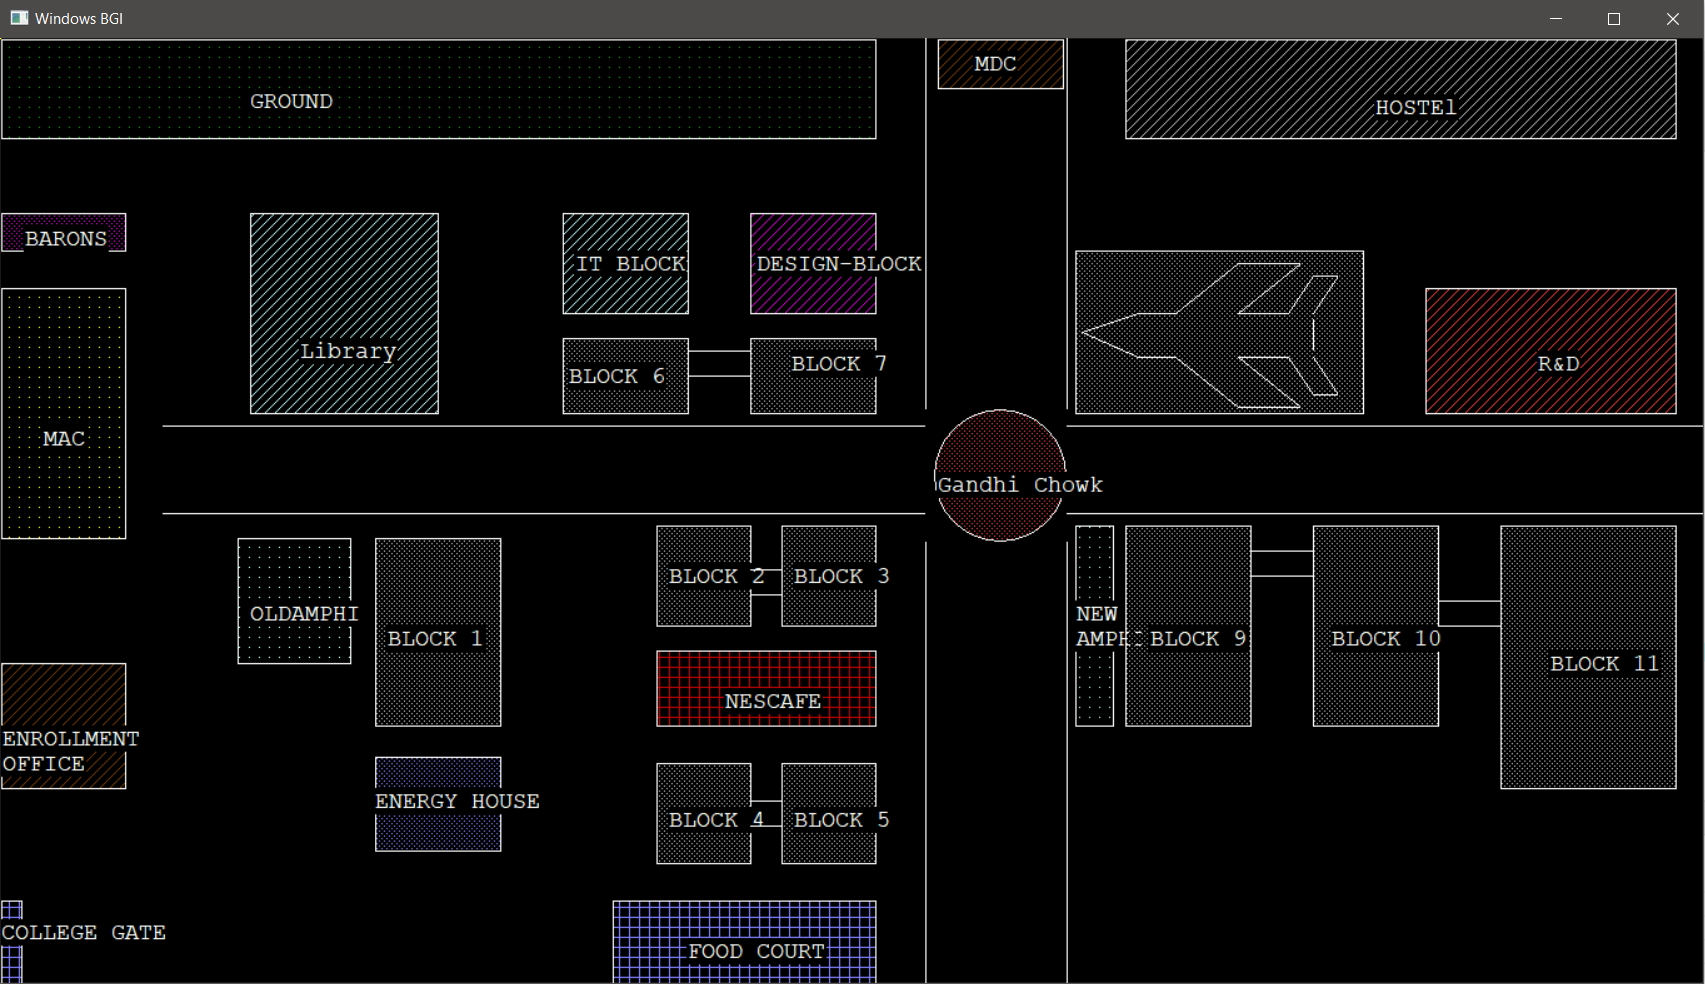 Windows BGI
MDC
GROUND
HOSTEl
BARONS
IT BLOCK
DESIGN-BLOCK
Library
BLOCK 6
BLOCK 7
R&D
MAC
Gandhi Chowk
BLOCK 2
BLOCK 3
OLDAMPHI
BLOCK 1
NEW
AMPHI
BLOCK 9
BLOCK 10
BLOCK 11
NESCAFE
ENROLLMENT
OFFICE
ENERGY HOUSE
BLOCK 4
BLOCK 5
COLLEGE GATE
FOOD COURT